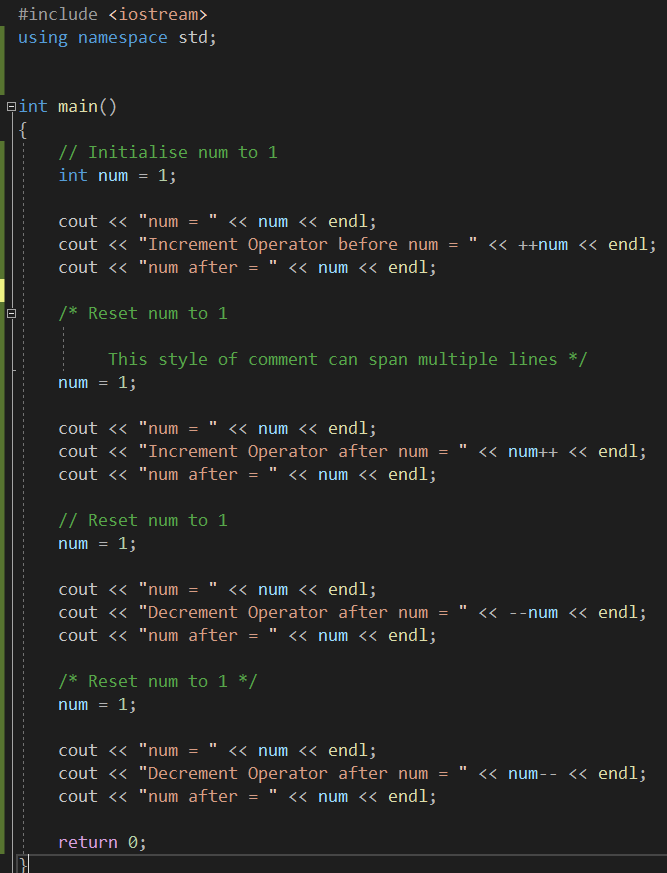 #include <iostream>
using namespace std;
int main()
{
// Initialise num to 1
int num = 1;
cout << "num = " << num << endl;
cout << "Increment Operator before num = " << ++num << endl;
cout << "num after = " << num << endl;
/* Reset num to 1
This style of comment can span multiple lines */
num = 1;
cout << "num = " << num << endl;
cout << "Increment Operator after num = " << num++ << endl;
cout << "num after = " << num << endl;
// Reset num to 1
num = 1;
cout << "num = " << num << endl;
cout << "Decrement Operator after num = " << --num << endl;
cout << "num after = " << num << endl;
/* Reset num to 1 */
num = 1;
cout << "num = " << num << endl;
cout << "Decrement Operator after num = " << num-- << endl;
cout << "num after = " << num << endl;
return 0;
}